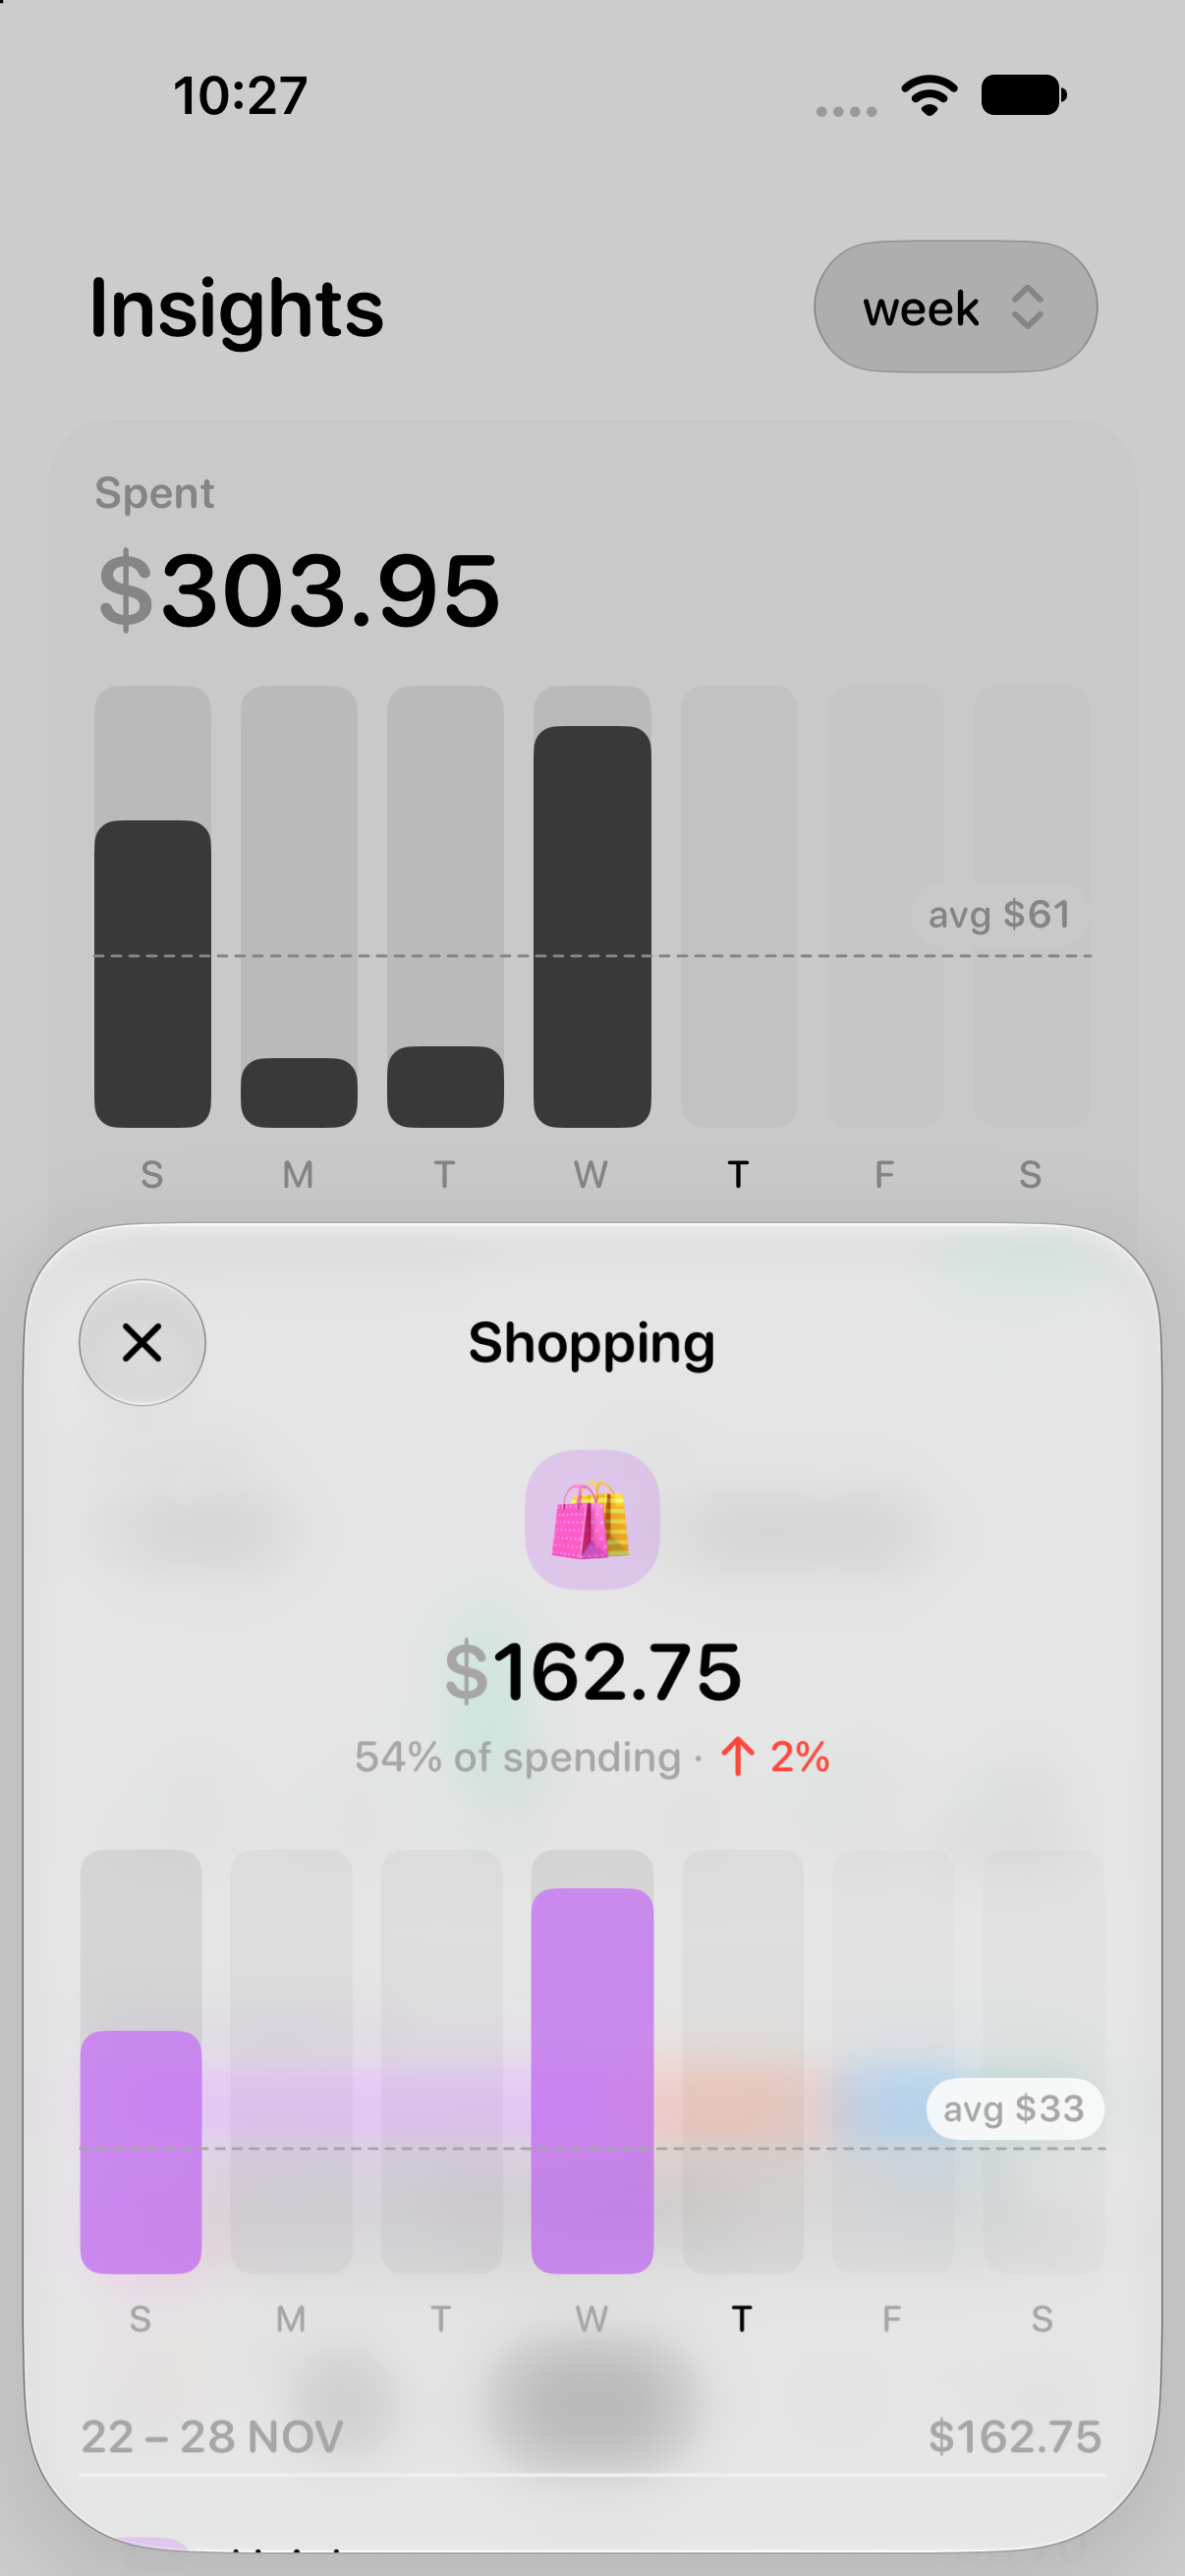 10:27
Insights
week
Spent
$303.95
avg $61
S M T W T F S
Shopping
$162.75
54% of spending · ↑ 2%
avg $33
S M T W T F S
22 – 28 NOV
$162.75